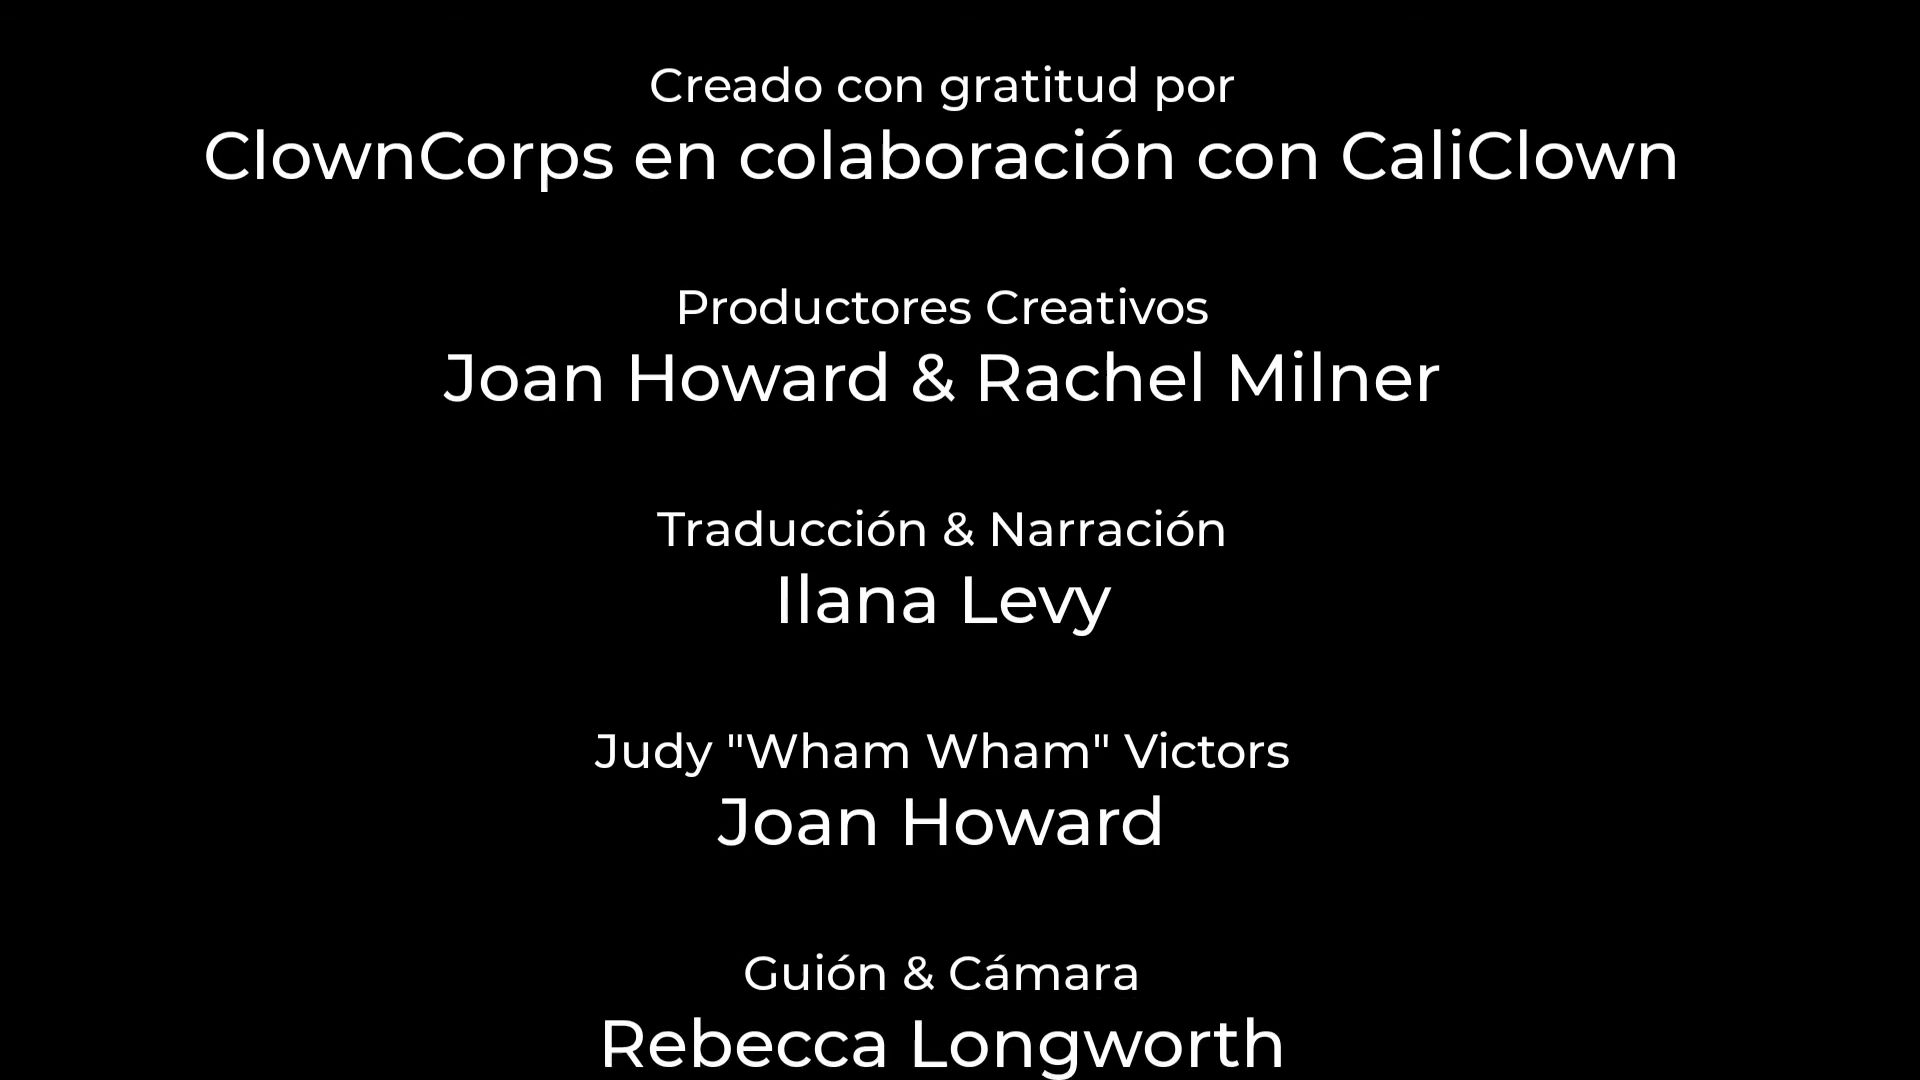 Creado con gratitud por
ClownCorps en colaboración con CaliClown
Productores Creativos
Joan Howard & Rachel Milner
Traducción & Narración
Ilana Levy
Judy "Wham Wham" Victors
Joan Howard
Guión & Cámara
Rebecca Longworth